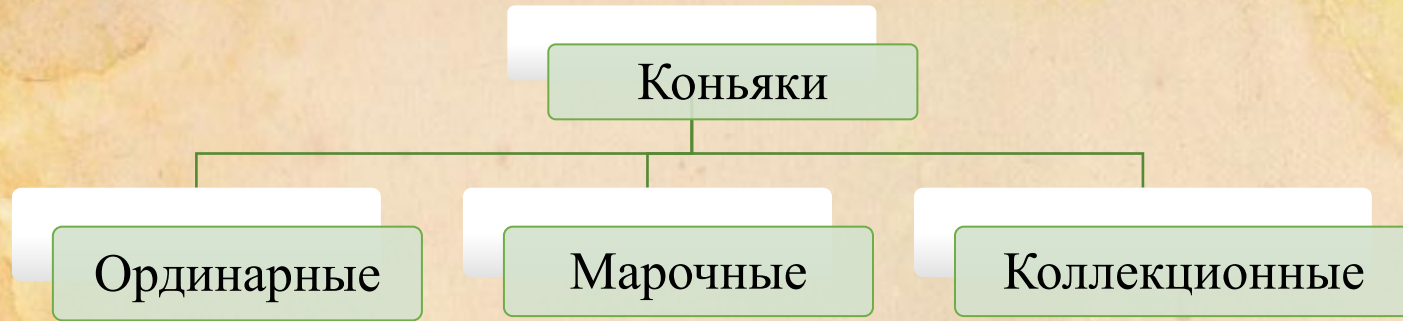 Коньяки
Ординарные
Марочные
Коллекционные